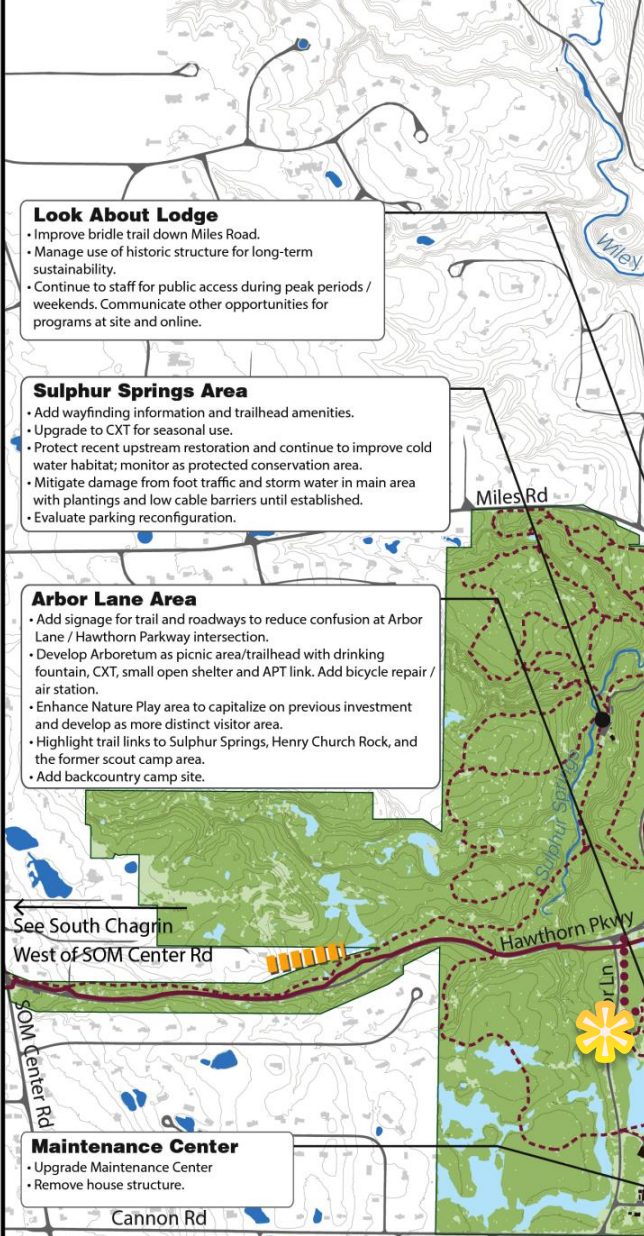 Wiley
Look About Lodge
• Improve bridle trail down Miles Road.
• Manage use of historic structure for long-term
sustainability.
• Continue to staff for public access during peak periods /
weekends. Communicate other opportunities for
programs at site and online.
Sulphur Springs Area
• Add wayfinding information and trailhead amenities.
• Upgrade to CXT for seasonal use.
• Protect recent upstream restoration and continue to improve cold
water habitat; monitor as protected conservation area.
• Mitigate damage from foot traffic and storm water in main area
with plantings and low cable barriers until established.
• Evaluate parking reconfiguration.
Miles Rd
Arbor Lane Area
• Add signage for trail and roadways to reduce confusion at Arbor
Lane / Hawthorn Parkway intersection.
• Develop Arboretum as picnic area/trailhead with drinking
fountain, CXT, small open shelter and APT link. Add bicycle repair /
air station.
• Enhance Nature Play area to capitalize on previous investment
and develop as more distinct visitor area.
• Highlight trail links to Sulphur Springs, Henry Church Rock, and
the former scout camp area.
• Add backcountry camp site.
Sulphur Springs
See South Chagrin
West of SOM Center Rd
Hawthorn Pkwy
or Ln
SOM Center Rd
Maintenance Center
• Upgrade Maintenance Center
• Remove house structure.
Cannon Rd